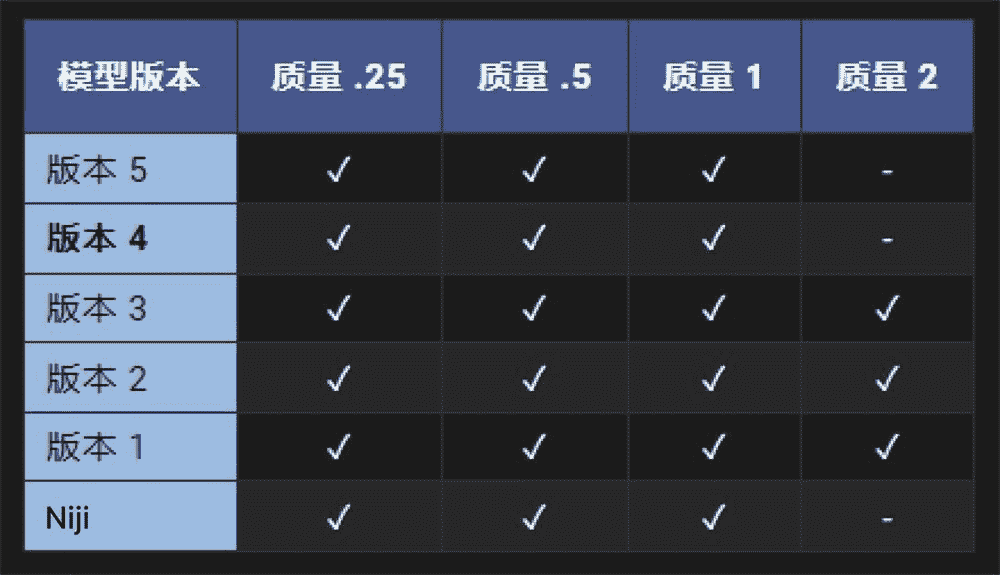 模型版本 质量 .25 质量 .5 质量 1 质量 2
版本 5 ✓ ✓ ✓ -
版本 4 ✓ ✓ ✓ -
版本 3 ✓ ✓ ✓ ✓
版本 2 ✓ ✓ ✓ ✓
版本 1 ✓ ✓ ✓ ✓
Niji ✓ ✓ ✓ -